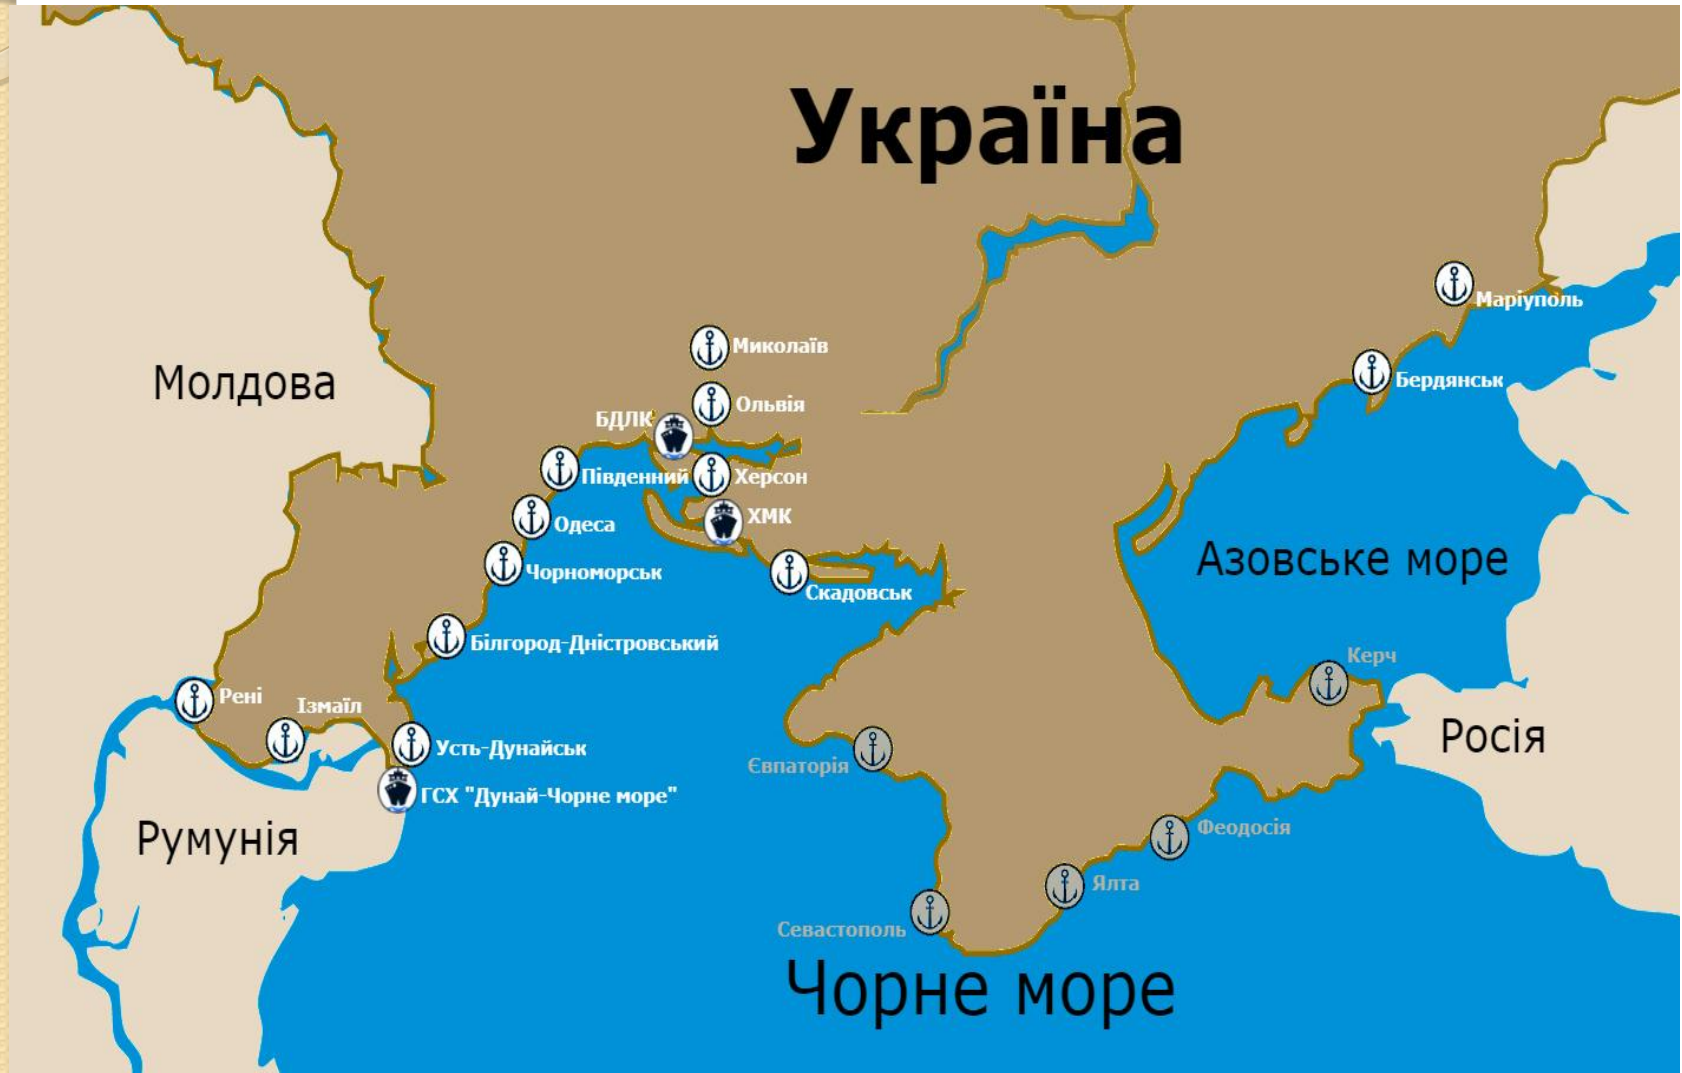 Україна
Маріуполь
Миколаїв
Молдова
Бердянськ
Ольвія
БДЛК
Південний
Херсон
ХМК
Одеса
Азовське море
Чорноморськ
Скадовськ
Білгород-Дністровський
Керч
Рені
Ізмаїл
Росія
Усть-Дунайськ
Євпаторія
ГСХ "Дунай-Чорне море"
Феодосія
Румунія
Ялта
Севастополь
Чорне море